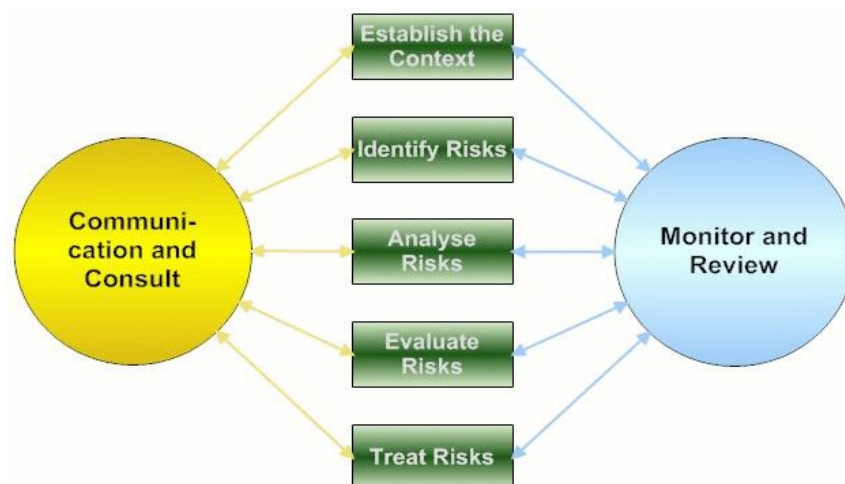 Establish the
Context
Identify Risks
Communi-
cation and
Consult
Analyse
Risks
Monitor and
Review
Evaluate
Risks
Treat Risks